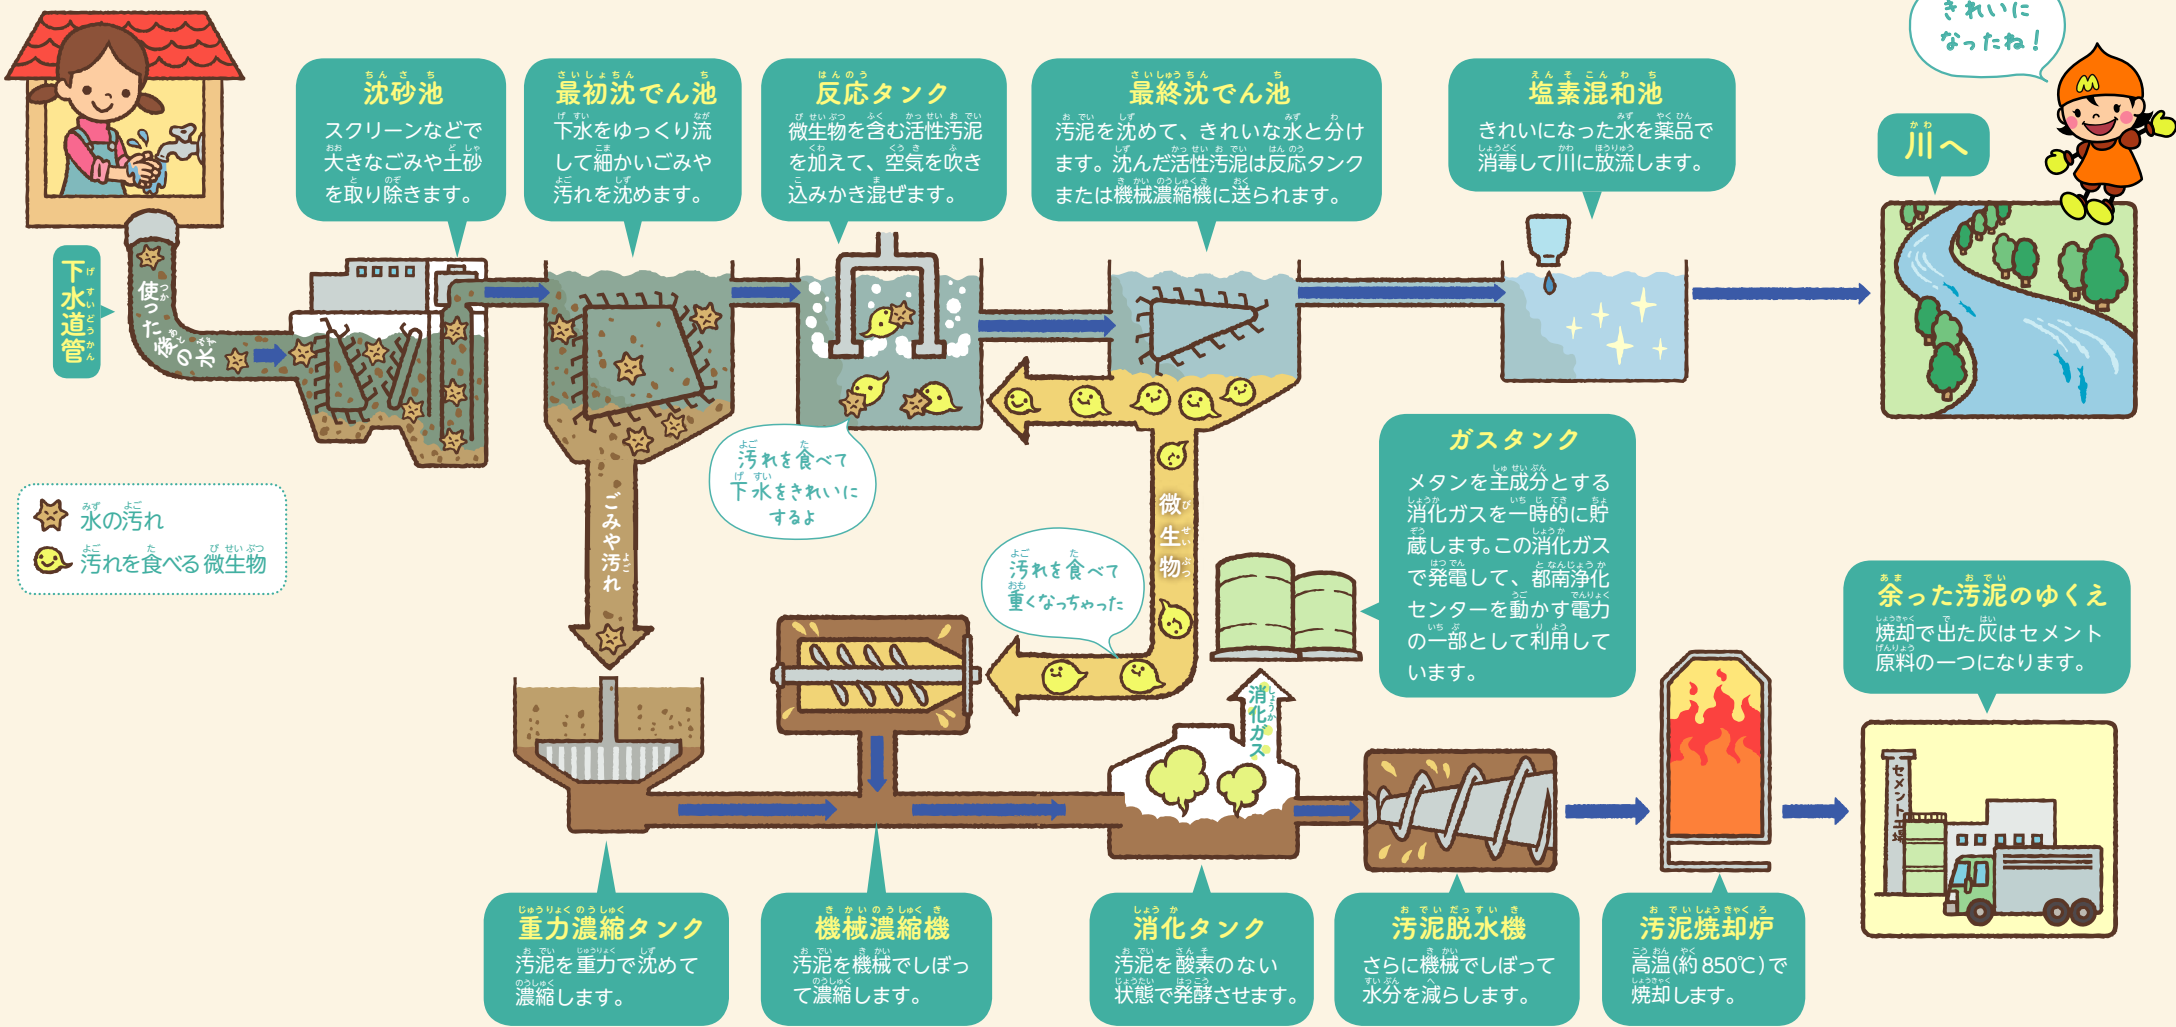 きれいに
なったね!
沈砂池
スクリーンなどで
大きなごみや土砂
を取り除きます。
最初沈でん池
下水をゆっくり流
して細かいごみや
汚れを沈めます。
反応タンク
微生物を含む活性汚泥
を加えて、空気を吹き
込みかき混ぜます。
最終沈でん池
汚泥を沈めて、きれいな水と分け
ます。沈んだ活性汚泥は反応タンク
または機械濃縮機に送られます。
塩素混和池
きれいになった水を薬品で
消毒して川に放流します。
川へ
下水道管
使った後の水
水の汚れ
汚れを食べる微生物
ごみや汚れ
汚れを食べて
下水をきれいに
するよ
微生物
汚れを食べて
重くなっちゃった
ガスタンク
メタンを主成分とする
消化ガスを一時的に貯
蔵します。この消化ガス
で発電して、都南浄化
センターを動かす電力
の一部として利用して
います。
消化ガス
余った汚泥のゆくえ
焼却で出た灰はセメント
原料の一つになります。
セメント工場
重力濃縮タンク
汚泥を重力で沈めて
濃縮します。
機械濃縮機
汚泥を機械でしぼっ
て濃縮します。
消化タンク
汚泥を酸素のない
状態で発酵させます。
汚泥脱水機
さらに機械でしぼって
水分を減らします。
汚泥焼却炉
高温(約850℃)で
焼却します。